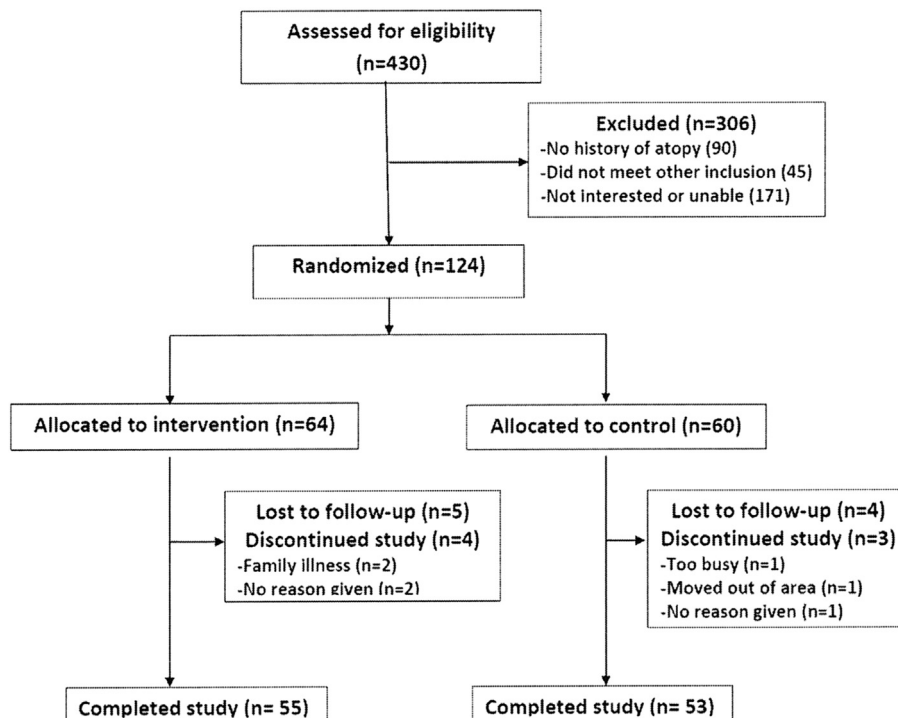 Assessed for eligibility
(n=430)
Excluded (n=306)
-No history of atopy (90)
-Did not meet other inclusion (45)
-Not interested or unable (171)
Randomized (n=124)
Allocated to intervention (n=64)
Allocated to control (n=60)
Lost to follow-up (n=5)
Discontinued study (n=4)
-Family illness (n=2)
-No reason given (n=2)
Lost to follow-up (n=4)
Discontinued study (n=3)
-Too busy (n=1)
-Moved out of area (n=1)
-No reason given (n=1)
Completed study (n= 55)
Completed study (n= 53)